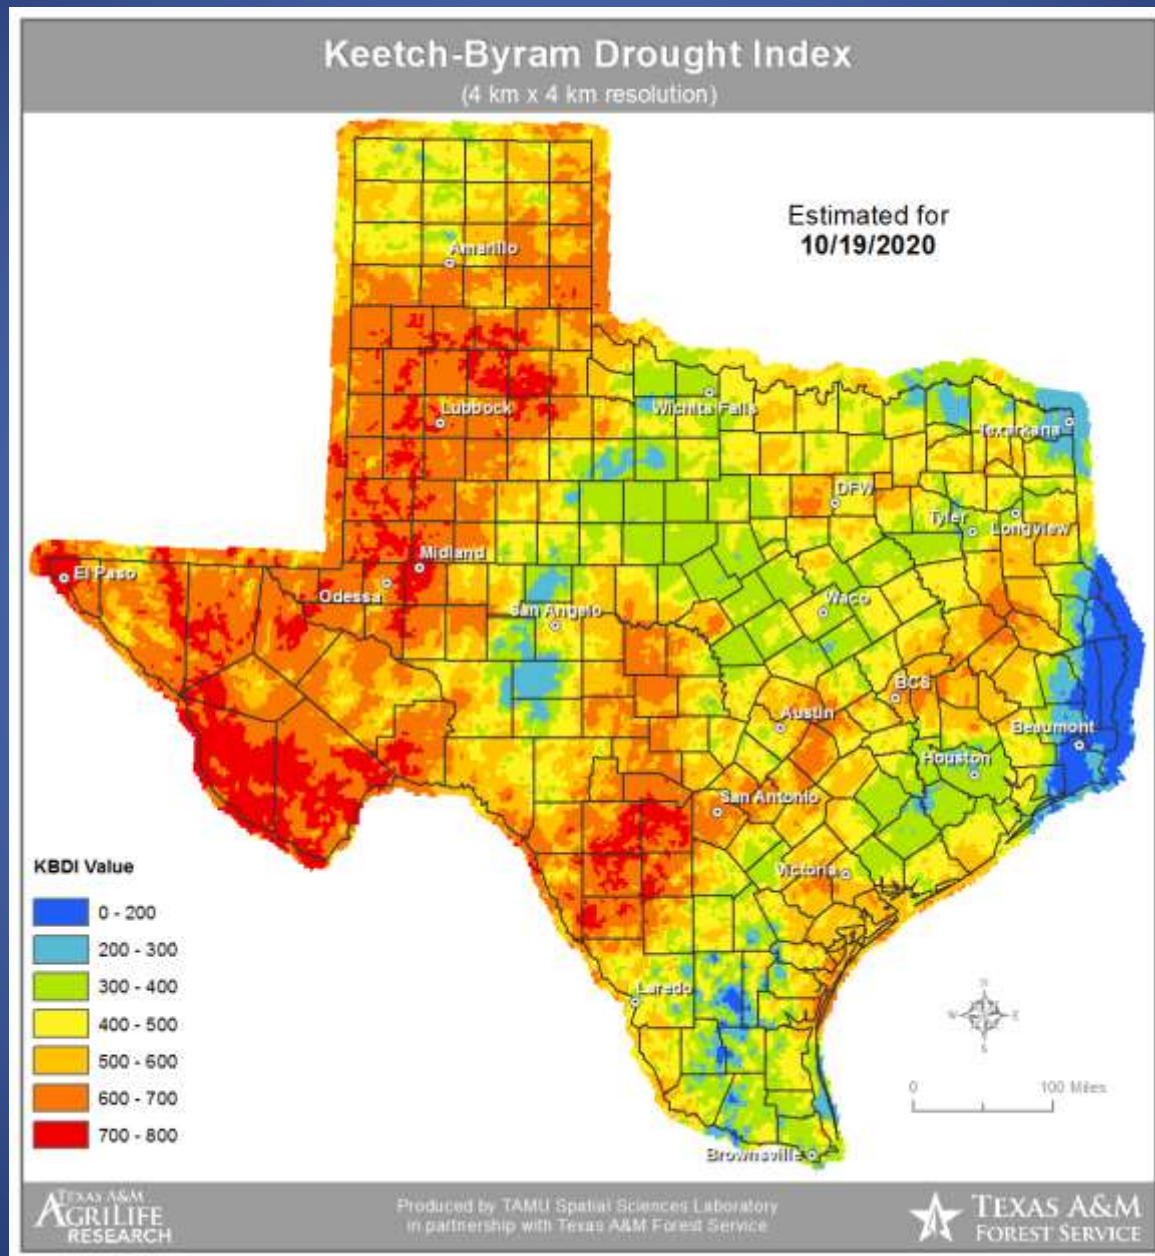 Keetch-Byram Drought Index
(4 km x 4 km resolution)
Estimated for
10/19/2020
Amarillo
Lubbock
Wichita Falls
Texarkana
DFW
Tyler
Longview
Midland
El Paso
Odessa
San Angelo
Waco
BCS
Austin
Beaumont
Houston
San Antonio
Victoria
KBDI Value
0 - 200
200 - 300
300 - 400
400 - 500
500 - 600
600 - 700
700 - 800
Laredo
N
W E
S
0 100 Miles
Brownsville
TEXAS A&M
AGRILIFE
RESEARCH
Produced by TAMU Spatial Sciences Laboratory
in partnership with Texas A&M Forest Service
TEXAS A&M
FOREST SERVICE